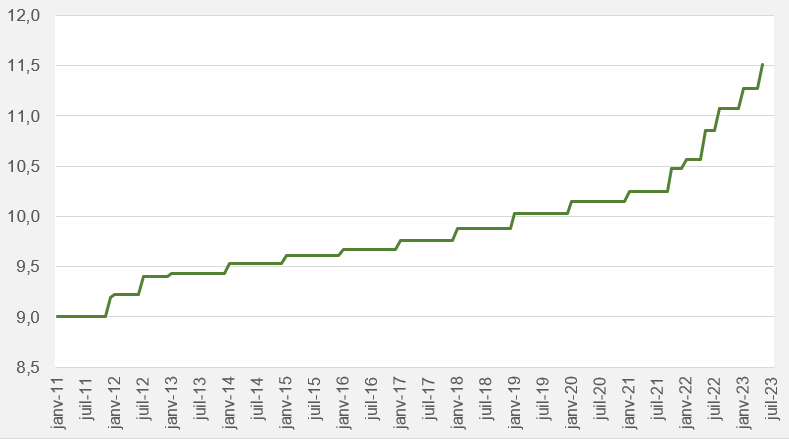 12,0
11,5
11,0
10,5
10,0
9,5
9,0
8,5
janv-11
juil-11
janv-12
juil-12
janv-13
juil-13
janv-14
juil-14
janv-15
juil-15
janv-16
juil-16
janv-17
juil-17
janv-18
juil-18
janv-19
juil-19
janv-20
juil-20
janv-21
juil-21
janv-22
juil-22
janv-23
juil-23